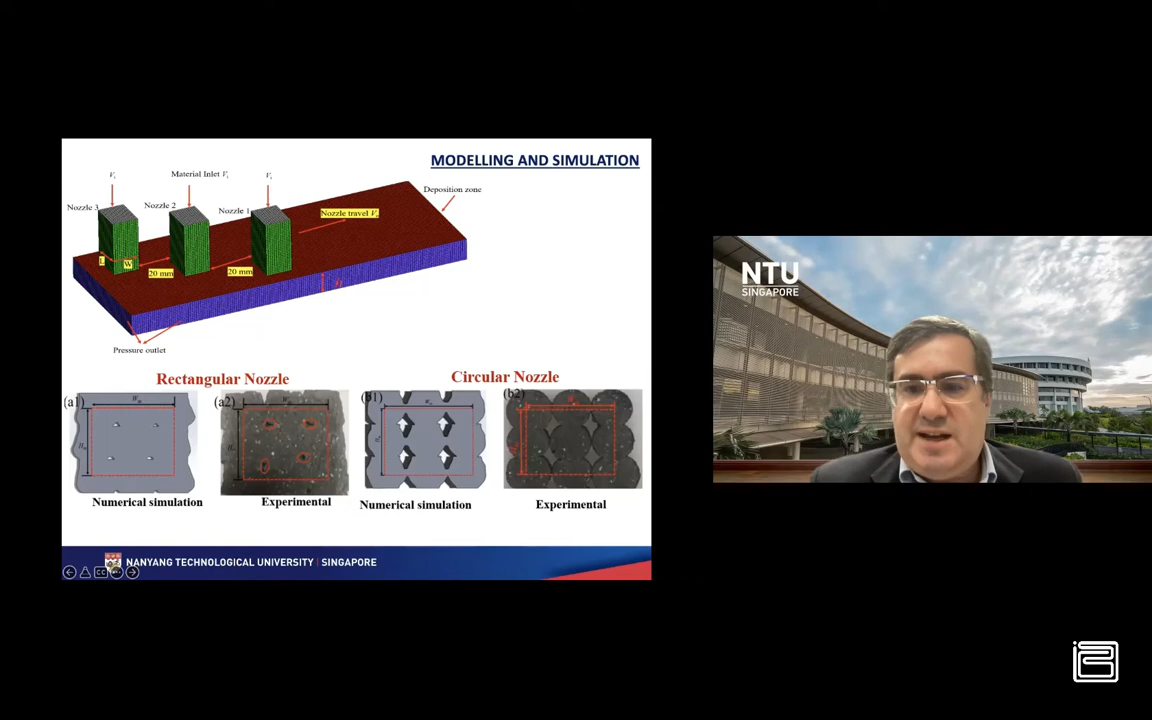 MODELLING AND SIMULATION
Material Inlet V₁
Deposition zone
Nozzle 3
Nozzle 2
Nozzle 1
Nozzle travel
L
W
20 mm
20 mm
Pressure outlet
Rectangular Nozzle
Circular Nozzle
(a1)
(a2)
(b1)
(b2)
Numerical simulation
Experimental
Numerical simulation
Experimental
NANYANG TECHNOLOGICAL UNIVERSITY | SINGAPORE
CC
NTU
SINGAPORE